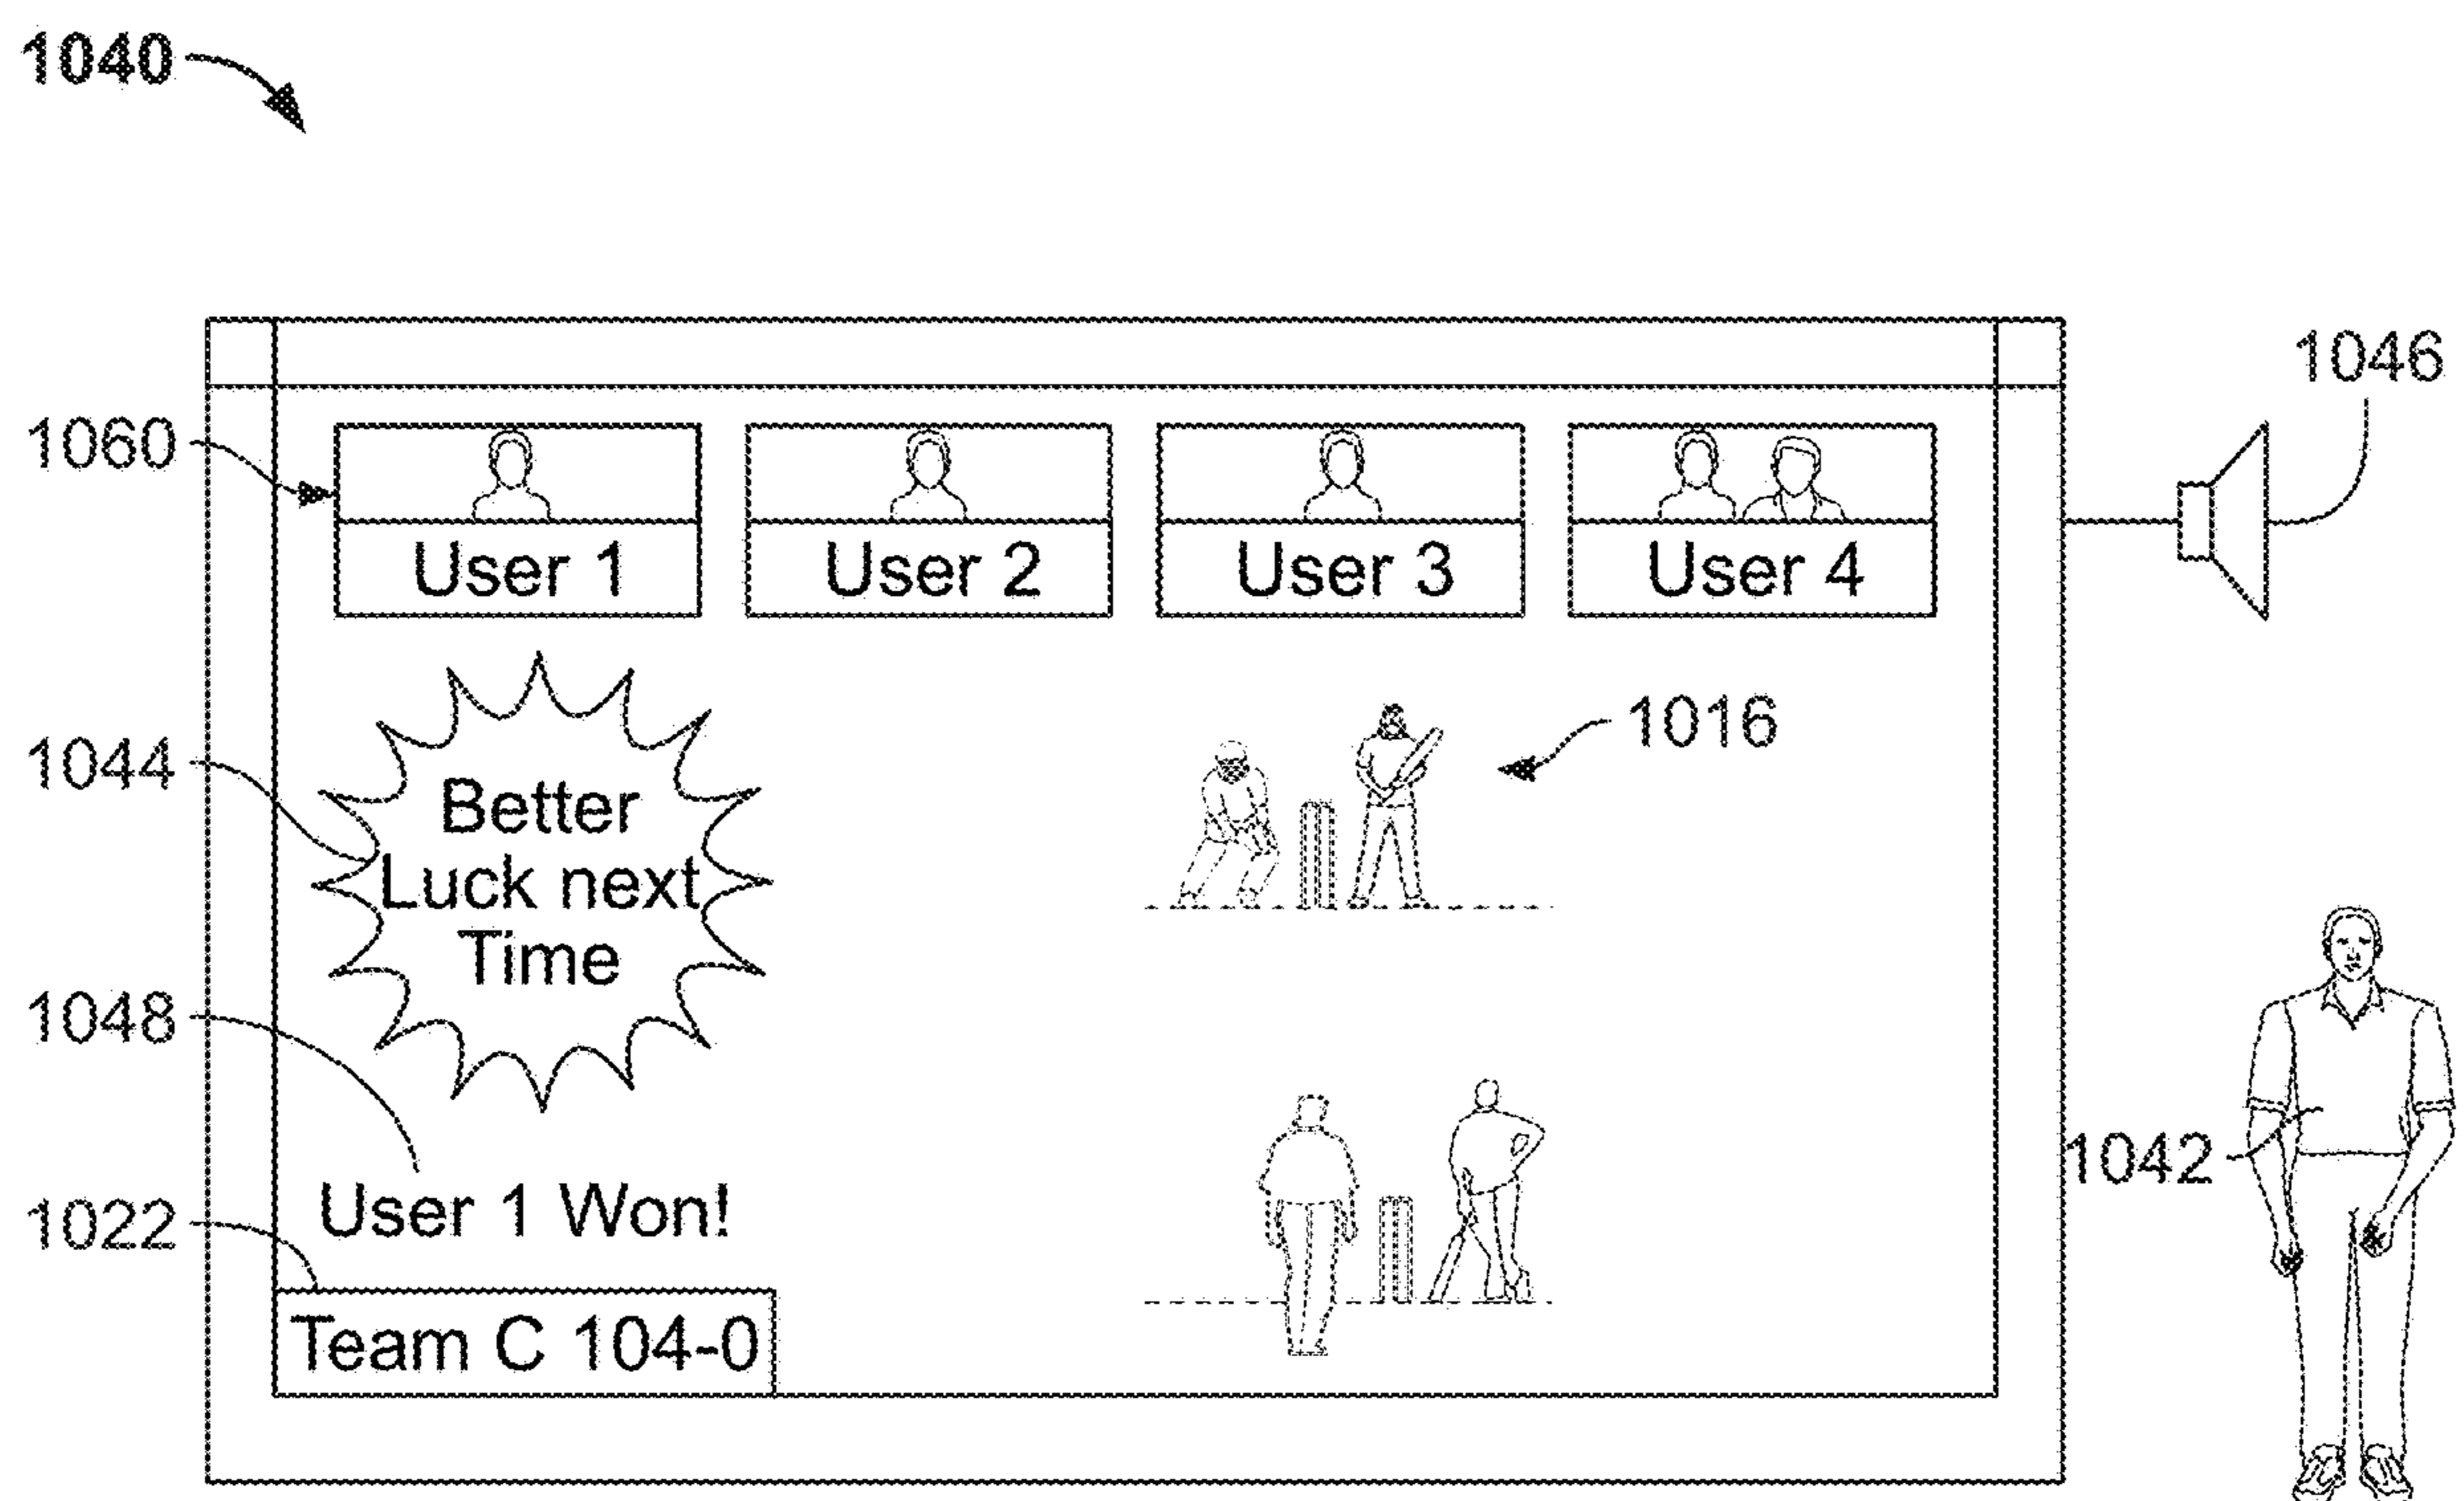 1040
1046
1060
User 1
User 2
User 3
User 4
1016
1044
Better
Luck next
Time
1048
1042
User 1 Won!
1022
Team C 104-0